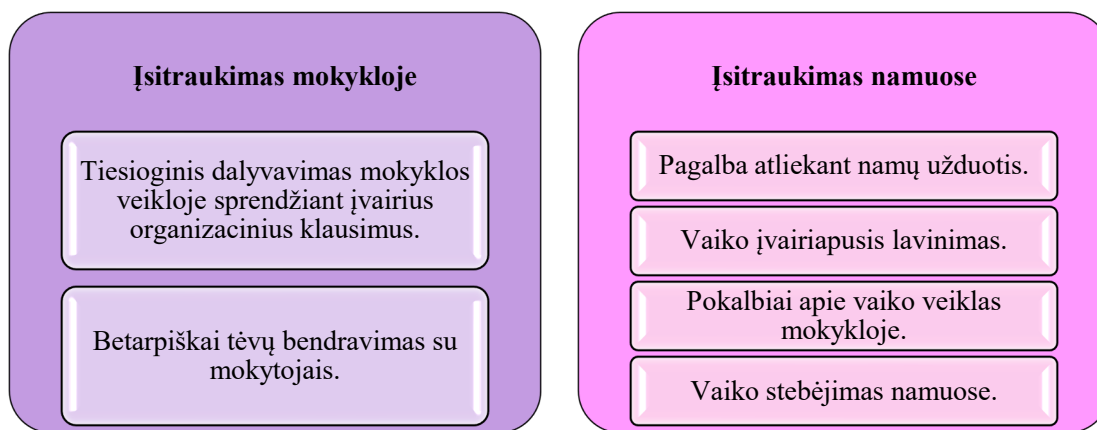 Įsitraukimas mokykloje
Tiesioginis dalyvavimas mokyklos
veikloje sprendžiant įvairius
organizacinius klausimus.
Betarpiškai tėvų bendravimas su
mokytojais.
Įsitraukimas namuose
Pagalba atliekant namų užduotis.
Vaiko įvairiapusis lavinimas.
Pokalbiai apie vaiko veiklas
mokykloje.
Vaiko stebėjimas namuose.